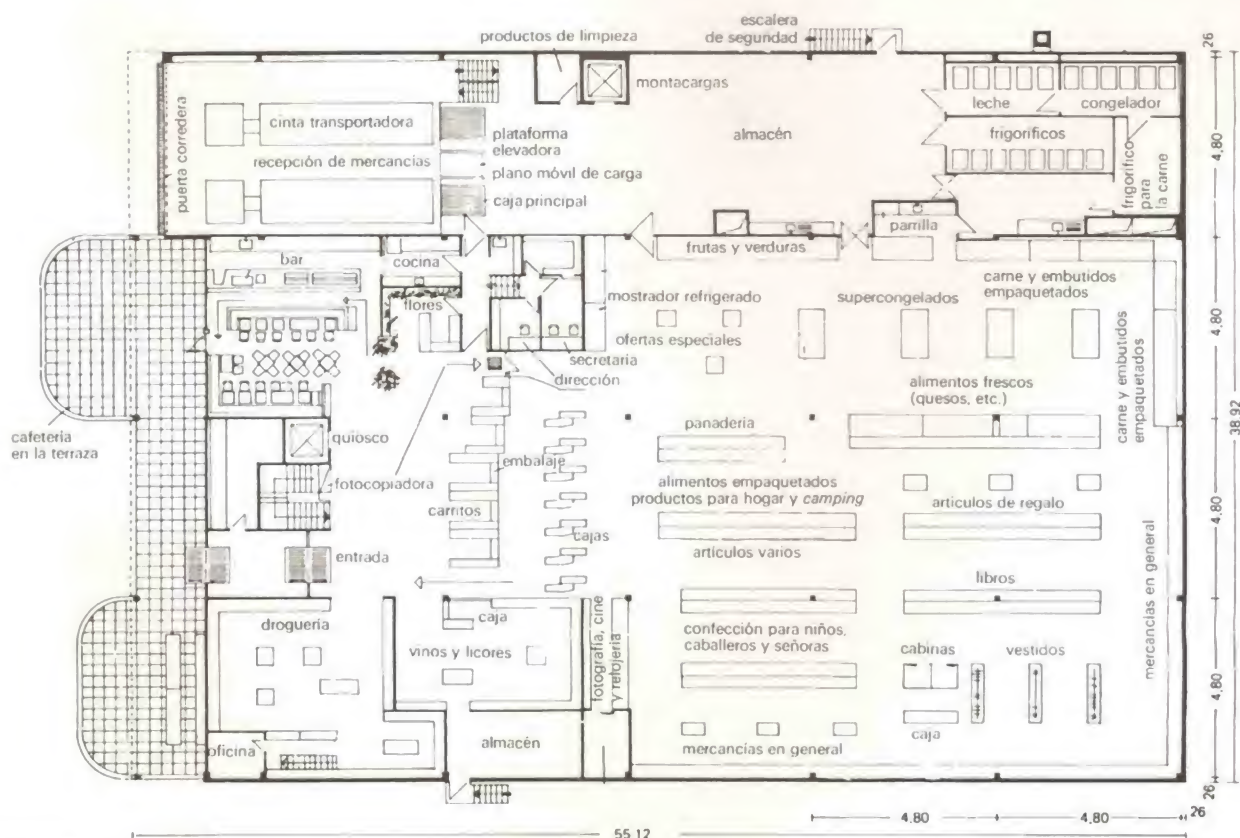 escalera
de seguridad
productos de limpieza
montacargas
26
puerta corredera
cinta transportadora
plataforma
elevadora
recepción de mercancías
plano móvil de carga
caja principal
almacén
leche
congelador
frigoríficos
frigorífico
para
la carne
4,80
parrilla
frutas y verduras
bar
cocina
flores
mostrador refrigerado
supercongelados
carne y embutidos
empaquetados
ofertas especiales
secretaria
dirección
alimentos frescos
(quesos, etc.)
carne y embutidos
empaquetados
4,80
38,92
cafetería
en la terraza
quiosco
fotocopiadora
embalaje
carritos
cajas
panadería
alimentos empaquetados
productos para hogar y camping
artículos de regalo
4,80
entrada
artículos varios
libros
mercancías en general
droguería
caja
vinos y licores
fotografía, cine
y relojería
confección para niños,
caballeros y señoras
cabinas
vestidos
4,80
oficina
almacén
mercancías en general
caja
26
4,80
4,80
26
55,12